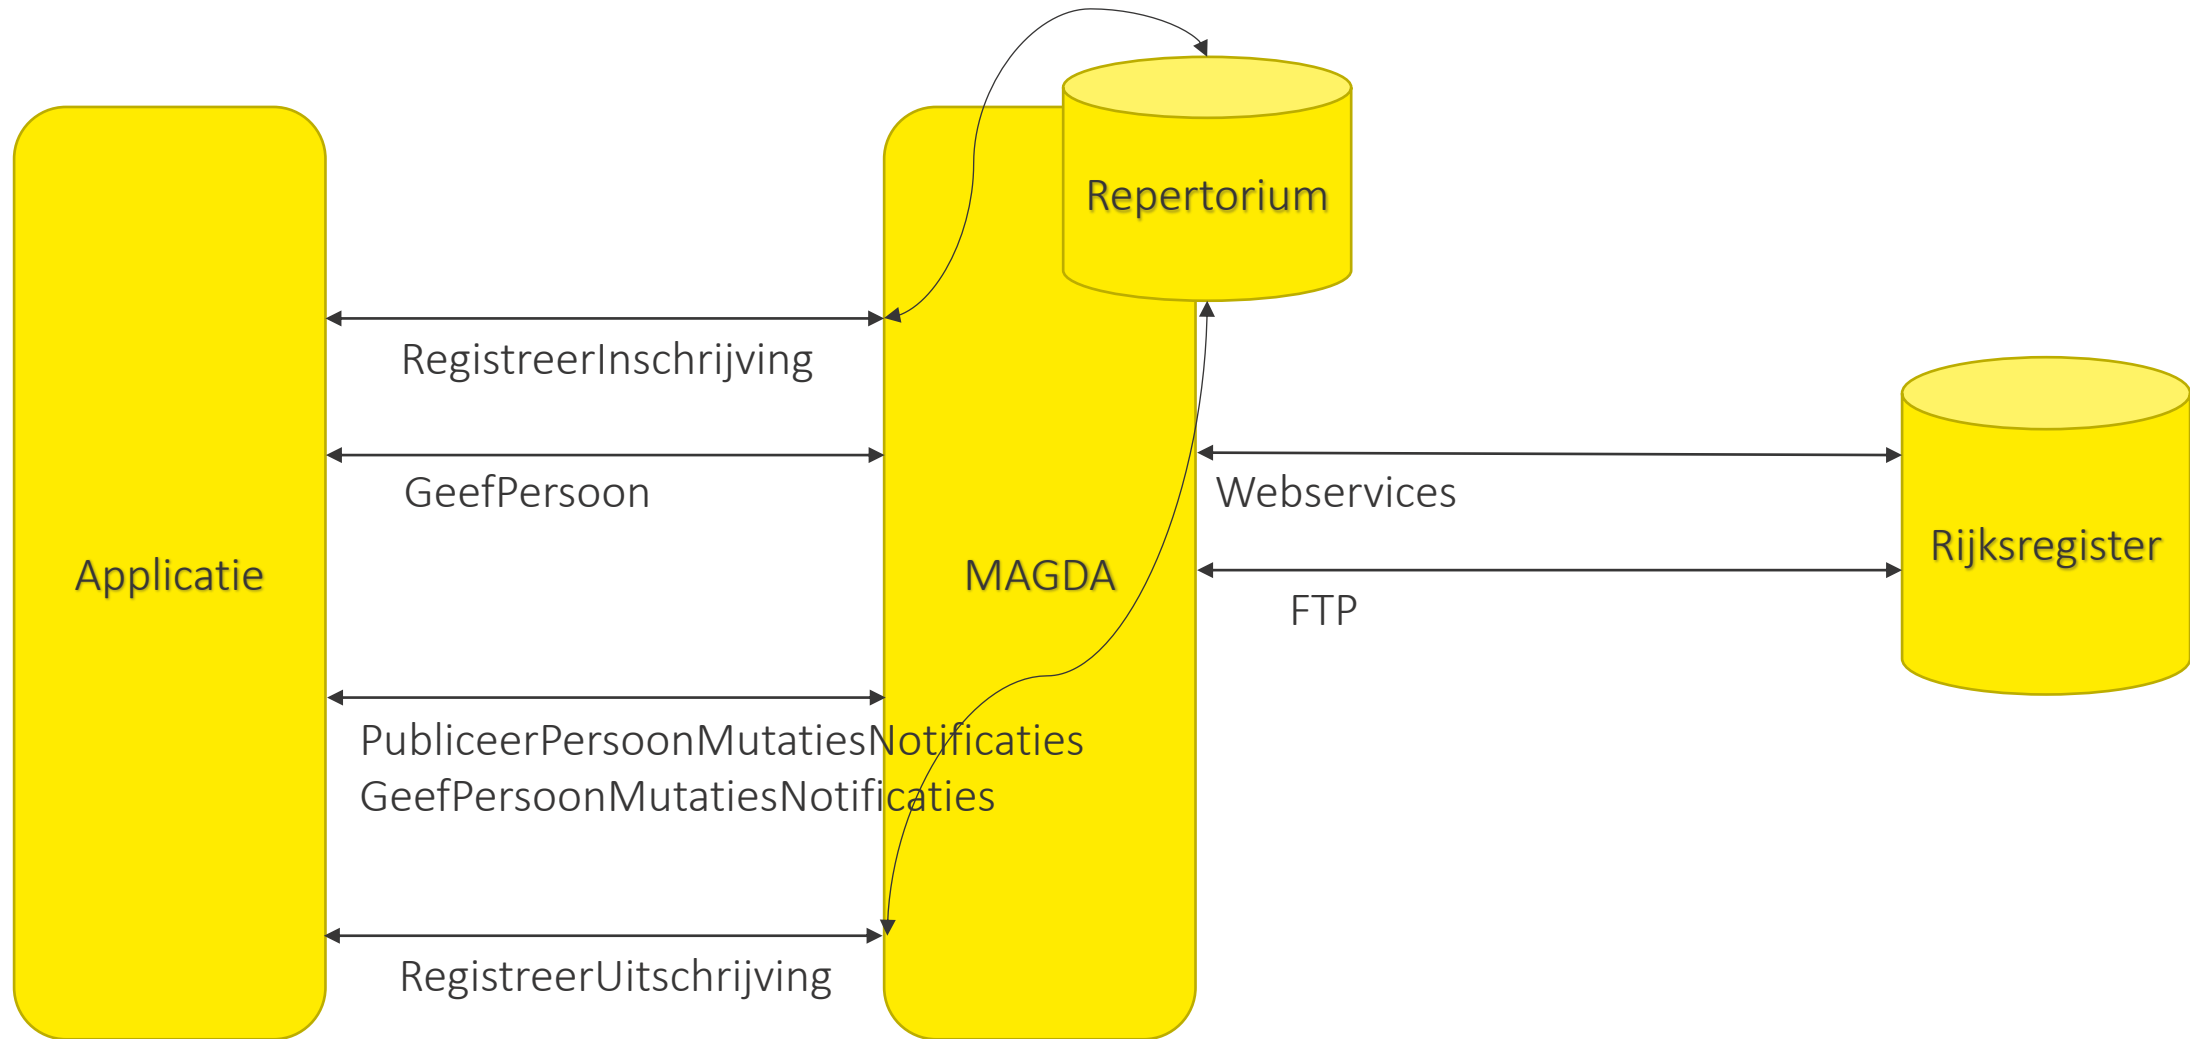 Repertorium
RegistreerInschrijving
GeefPersoon
Webservices
Rijksregister
Applicatie
MAGDA
FTP
PubliceerPersoonMutatiesNotificaties
GeefPersoonMutatiesNotificaties
RegistreerUitschrijving